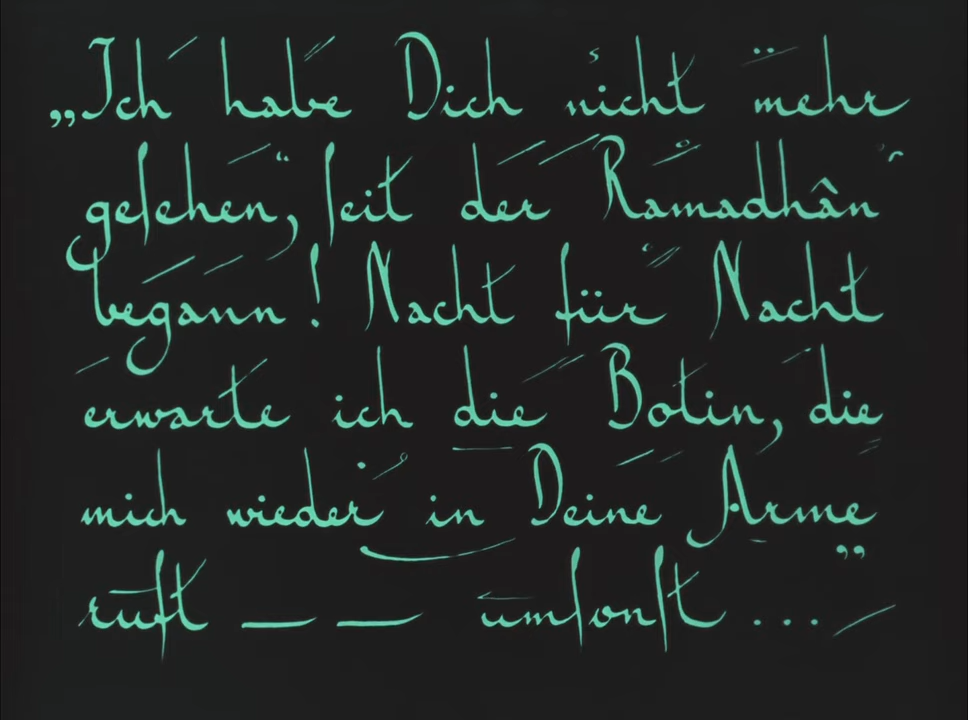 „Ich habe Dich nicht mehr
geſehen, ſeit der Ramadhân
begann! Nacht für Nacht
erwarte ich die Botin, die
mich wieder in Deine Arme
ruft — — umſonſt ...”